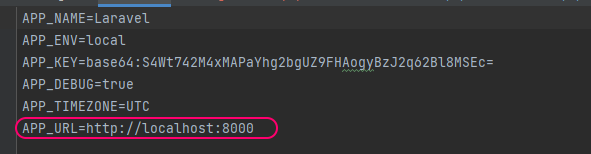 APP_NAME=Laravel
APP_ENV=local
APP_KEY=base64:S4Wt742M4xMAPaYhg2bgUZ9FHAogyBzJ2q62Bl8MSEc=
APP_DEBUG=true
APP_TIMEZONE=UTC
APP_URL=http://localhost:8000